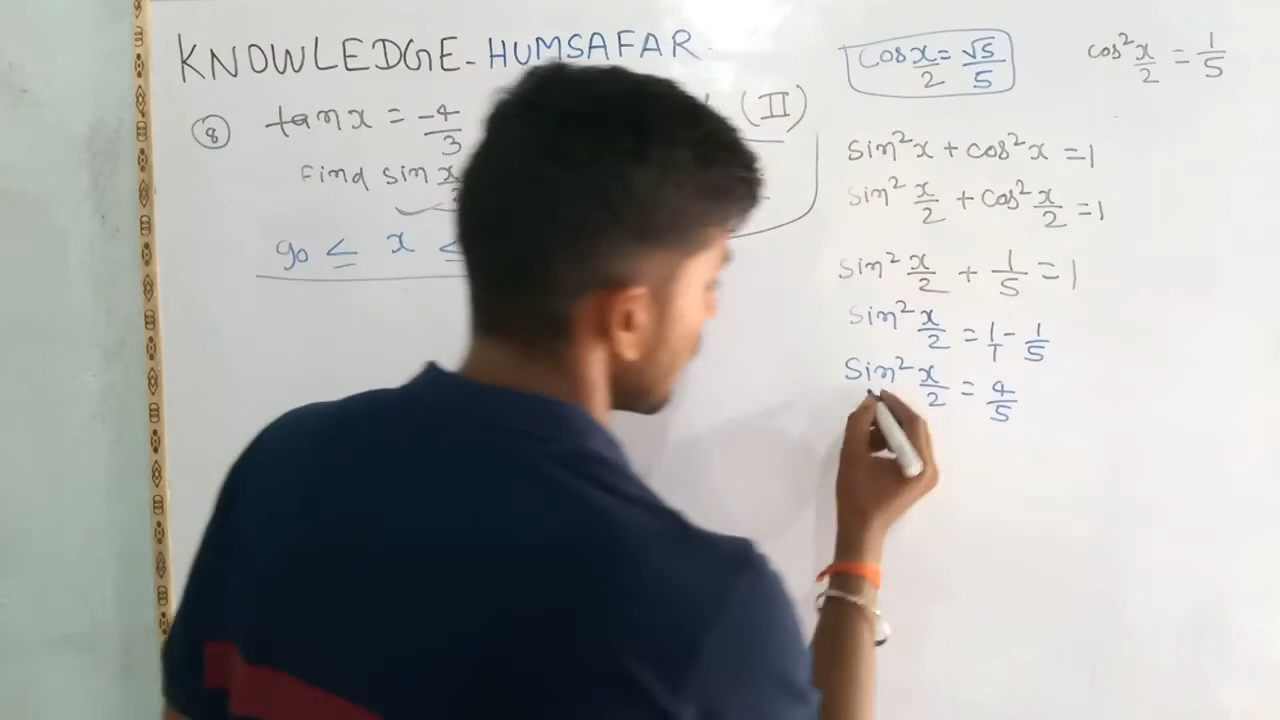 KNOWLEDGE-HUMSAFAR
⑧ tan x = -4/3
(II)
Find sin x
90 ≤ x ≤
cos x/2 = √5/5
cos² x/2 = 1/5
sin²x + cos²x = 1
sin² x/2 + cos² x/2 = 1
sin² x/2 + 1/5 = 1
sin² x/2 = 1/1 - 1/5
sin² x/2 = 4/5